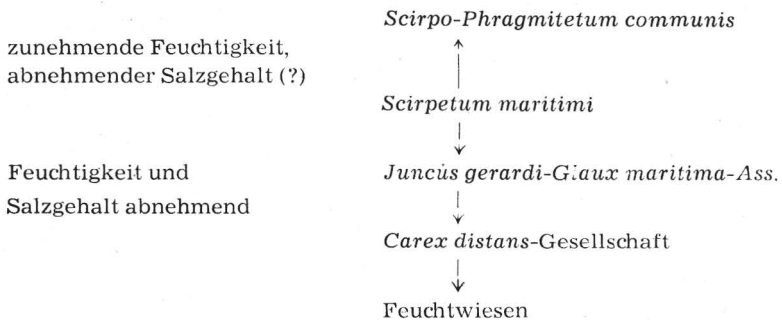 Scirpo-Phragmitetum communis
zunehmende Feuchtigkeit,
abnehmender Salzgehalt (?)
Scirpetum maritimi
Feuchtigkeit und
Juncus gerardi-Glaux maritima-Ass.
Salzgehalt abnehmend
Carex distans-Gesellschaft
Feuchtwiesen